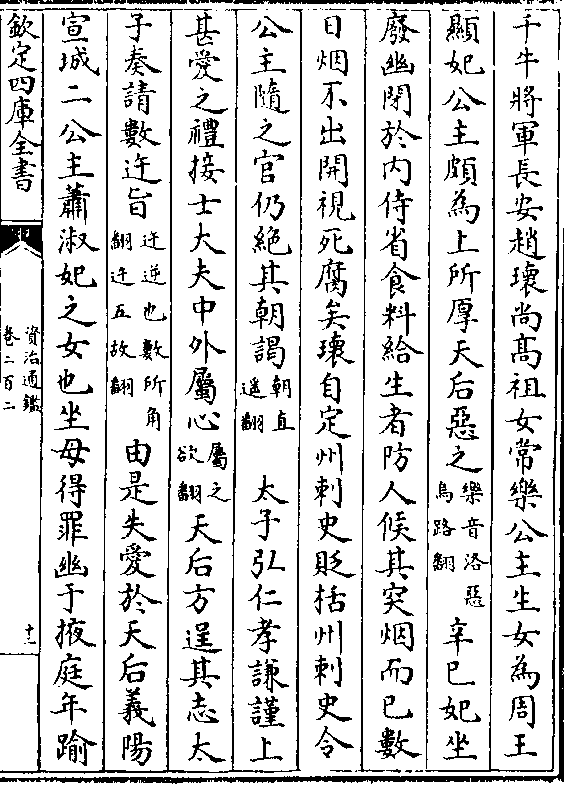 千牛將軍長安趙瓌尚髙祖女常樂公主生女為周王
顯妃公主頗為上所厚天后惡之樂音洛惡烏路翻辛巳妃坐
廢幽閉於內侍省食料給生者防人候其突烟而已數
日烟不出開視死腐矣瓌自定州刺史貶括州刺史令
公主隨之官仍絶其朝謁朝直遥翻 太子弘仁孝謙謹上
甚愛之禮接士大夫中外屬心屬之欲翻天后方逞其志太
子奏請數迕旨迕逆也數所角翻迕五故翻由是失愛於天后義陽
宣城二公主蕭淑妃之女也坐母得罪幽于掖庭年踰
欽定四庫全書
資治通鑑
卷二百二
十一